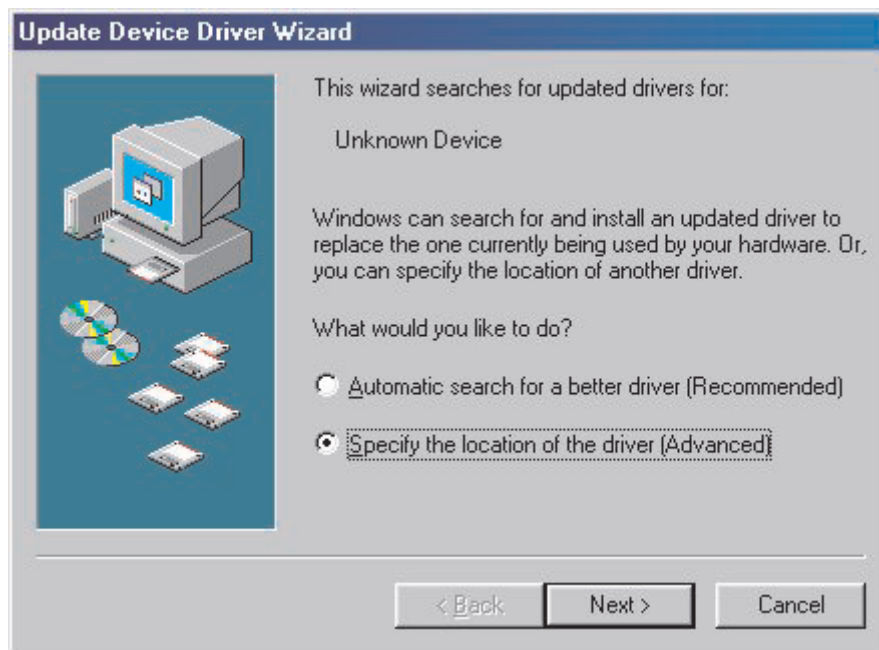 Update Device Driver Wizard
This wizard searches for updated drivers for:
Unknown Device
Windows can search for and install an updated driver to
replace the one currently being used by your hardware. Or,
you can specify the location of another driver.
What would you like to do?
Automatic search for a better driver (Recommended)
Specify the location of the driver (Advanced)
< Back
Next >
Cancel